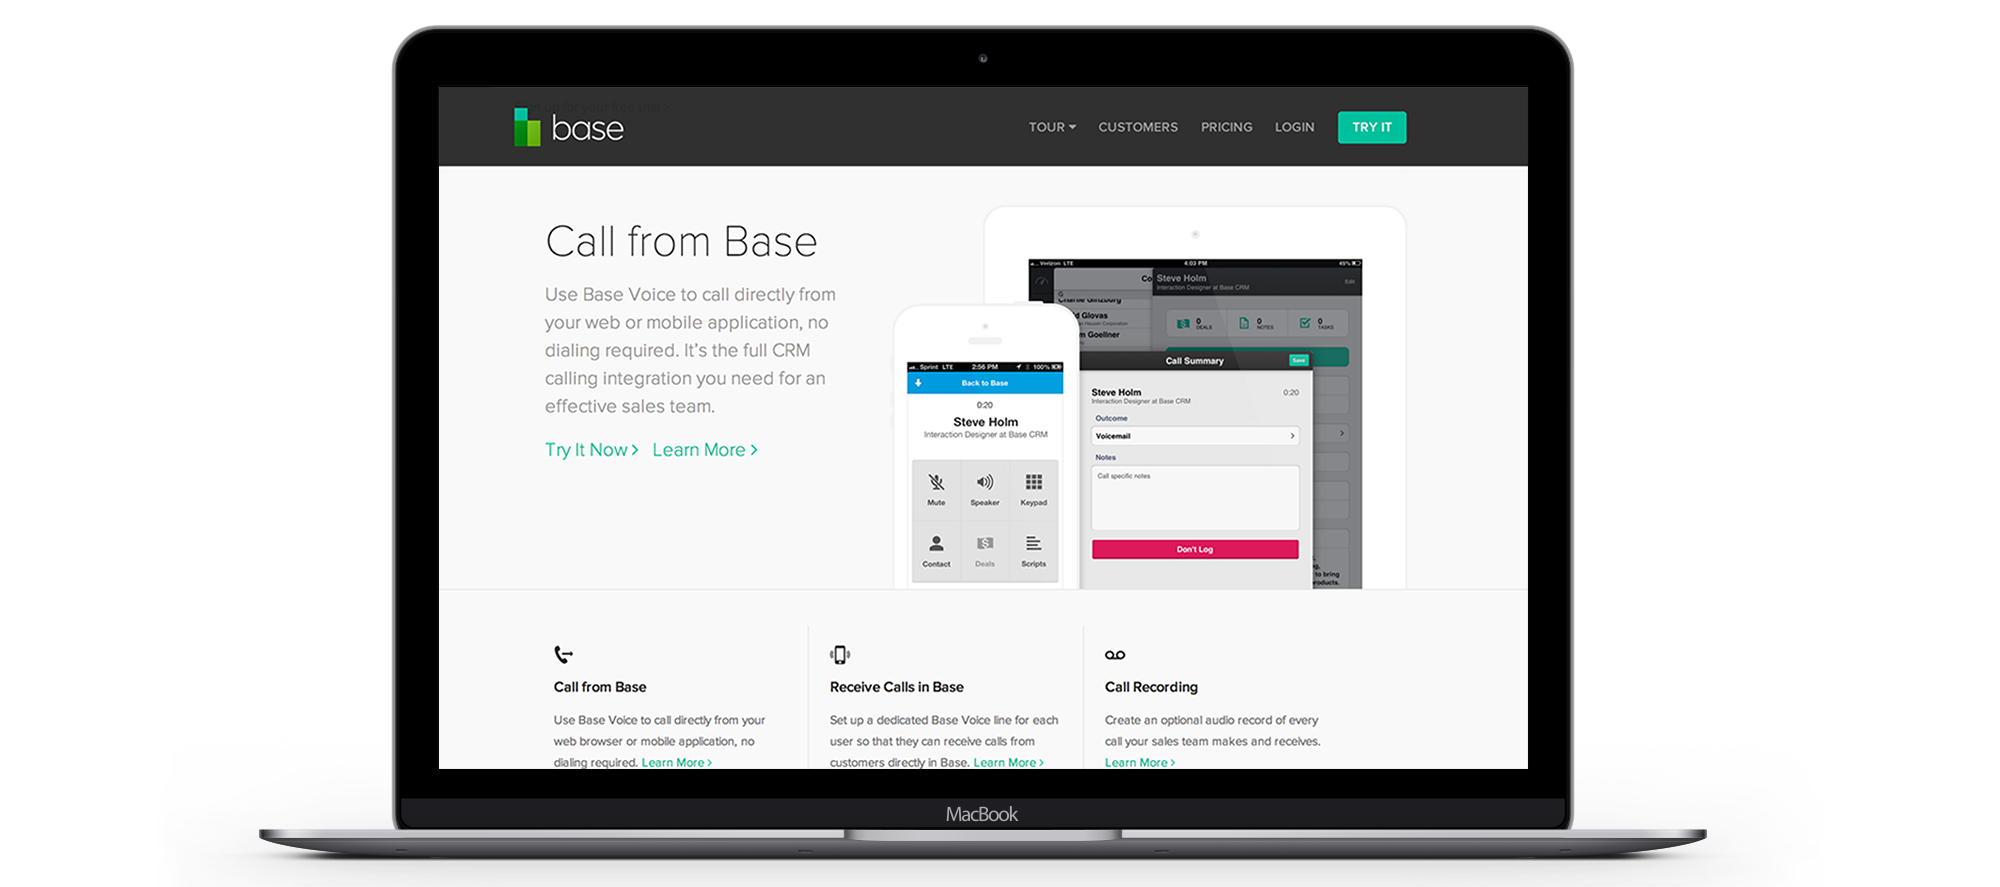 up for your free trial >
base
TOUR
CUSTOMERS
PRICING
LOGIN
TRY IT
Call from Base
Use Base Voice to call directly from
your web or mobile application, no
dialing required. It's the full CRM
calling integration you need for an
effective sales team.
Try It Now >
Learn More >
Verizon LTE
4:03 PM
45%
Co
Steve Holm
Interaction Designer at Base CRM
Edit
G
Charlie Ginzburg
d Glovas
Corporation
m Goellner
0
DEALS
0
NOTES
0
TASKS
Call Summary
Save
Steve Holm
0:20
Interaction Designer at Base CRM
Outcome
Voicemail
Notes
Call specific notes
Don't Log
to bring
products.
Sprint LTE
2:56 PM
100%
Back to Base
0:20
Steve Holm
Interaction Designer at Base CRM
Mute
Speaker
Keypad
Contact
Deals
Scripts
Call from Base
Use Base Voice to call directly from your
web browser or mobile application, no
dialing required. Learn More >
Receive Calls in Base
Set up a dedicated Base Voice line for each
user so that they can receive calls from
customers directly in Base. Learn More >
Call Recording
Create an optional audio record of every
call your sales team makes and receives.
Learn More >
MacBook